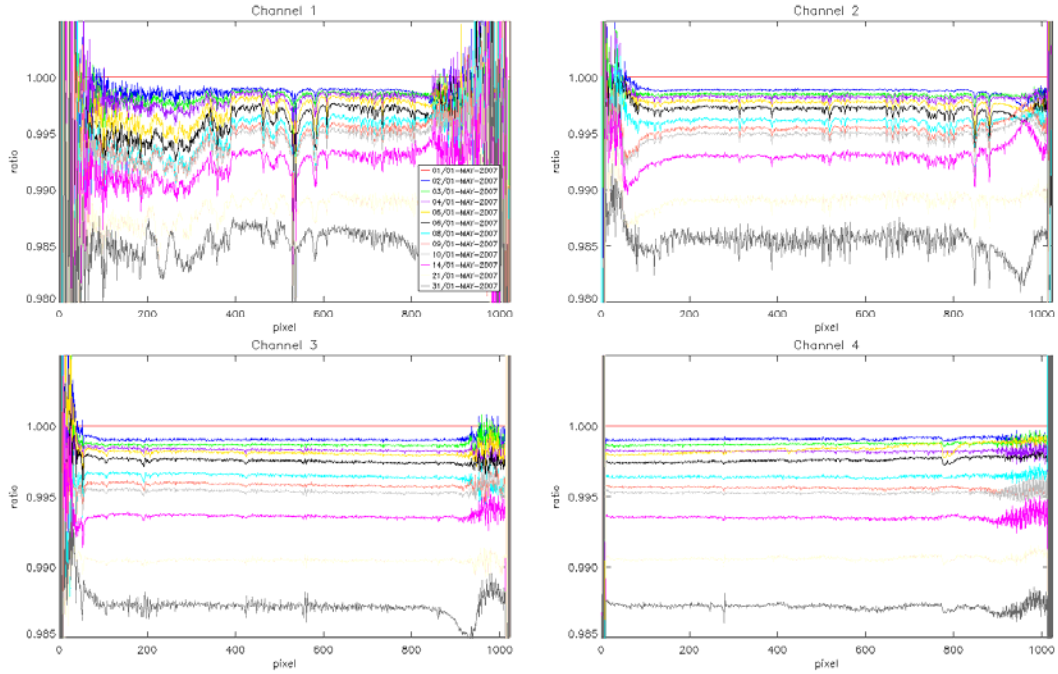 Channel 1
1.000
0.995
0.990
0.985
0.980
ratio
0 200 400 600 800 1000
pixel
01/01-MAY-2007
02/01-MAY-2007
03/01-MAY-2007
04/01-MAY-2007
05/01-MAY-2007
06/01-MAY-2007
08/01-MAY-2007
09/01-MAY-2007
10/01-MAY-2007
14/01-MAY-2007
21/01-MAY-2007
31/01-MAY-2007
Channel 2
1.000
0.995
0.990
0.985
0.980
ratio
0 200 400 600 800 1000
pixel
Channel 3
1.000
0.995
0.990
0.985
ratio
0 200 400 600 800 1000
pixel
Channel 4
1.000
0.995
0.990
0.985
ratio
0 200 400 600 800 1000
pixel